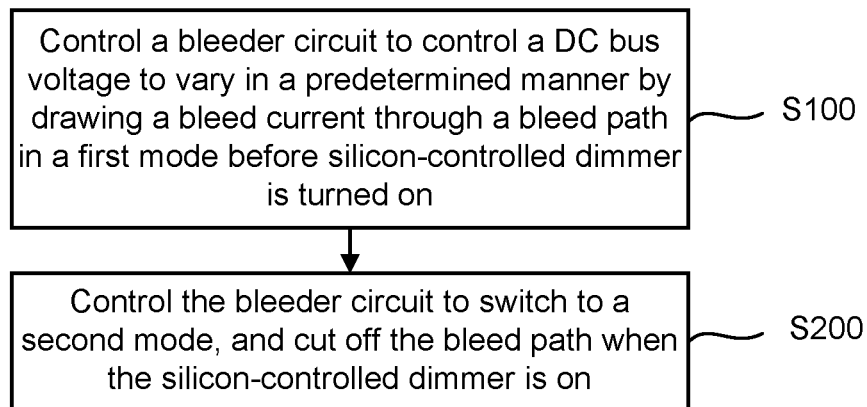 Control a bleeder circuit to control a DC bus
voltage to vary in a predetermined manner by
drawing a bleed current through a bleed path
in a first mode before silicon-controlled dimmer
is turned on
S100
Control the bleeder circuit to switch to a
second mode, and cut off the bleed path when
the silicon-controlled dimmer is on
S200